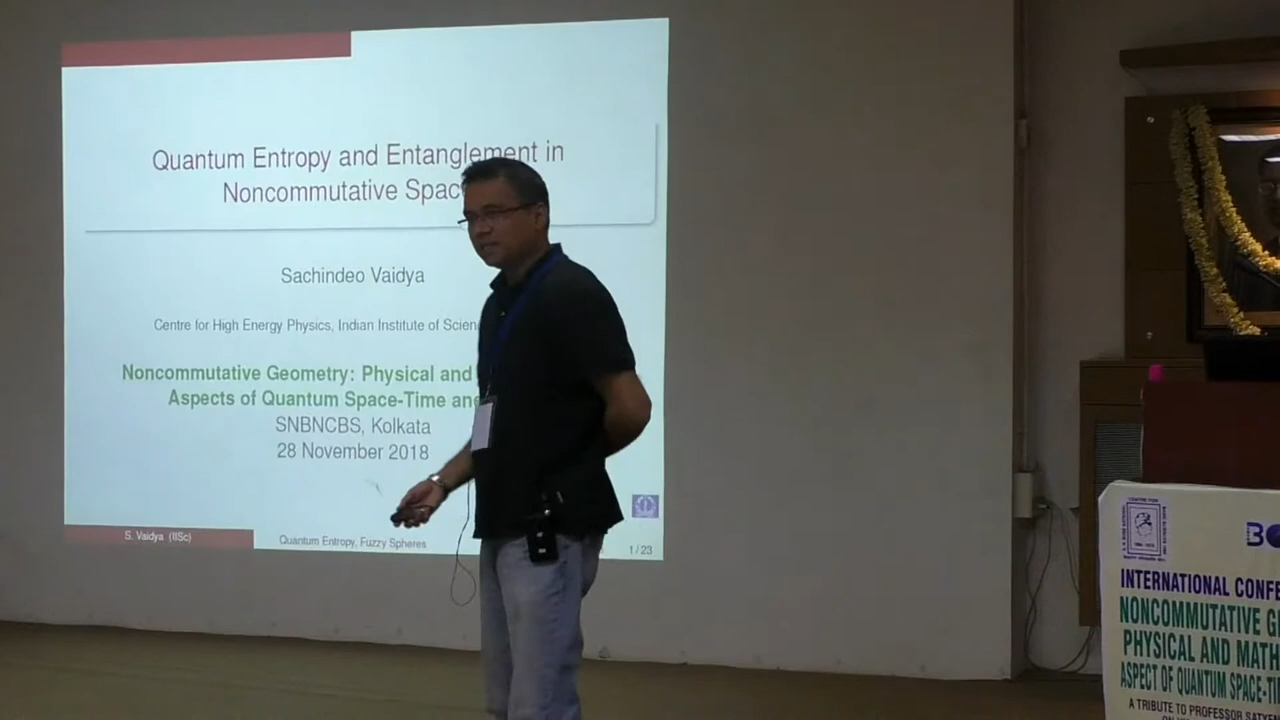 Quantum Entropy and Entanglement in
Noncommutative Spac
Sachindeo Vaidya
Centre for High Energy Physics, Indian Institute of Scien
Noncommutative Geometry: Physical and
Aspects of Quantum Space-Time an
SNBNCBS, Kolkata
28 November 2018
S. Vaidya (IISc)
Quantum Entropy, Fuzzy Spheres
1 / 23
INTERNATIONAL CONFE
NONCOMMUTATIVE G
PHYSICAL AND MATH
ASPECT OF QUANTUM SPACE-TI
A TRIBUTE TO PROFESSOR SATYE